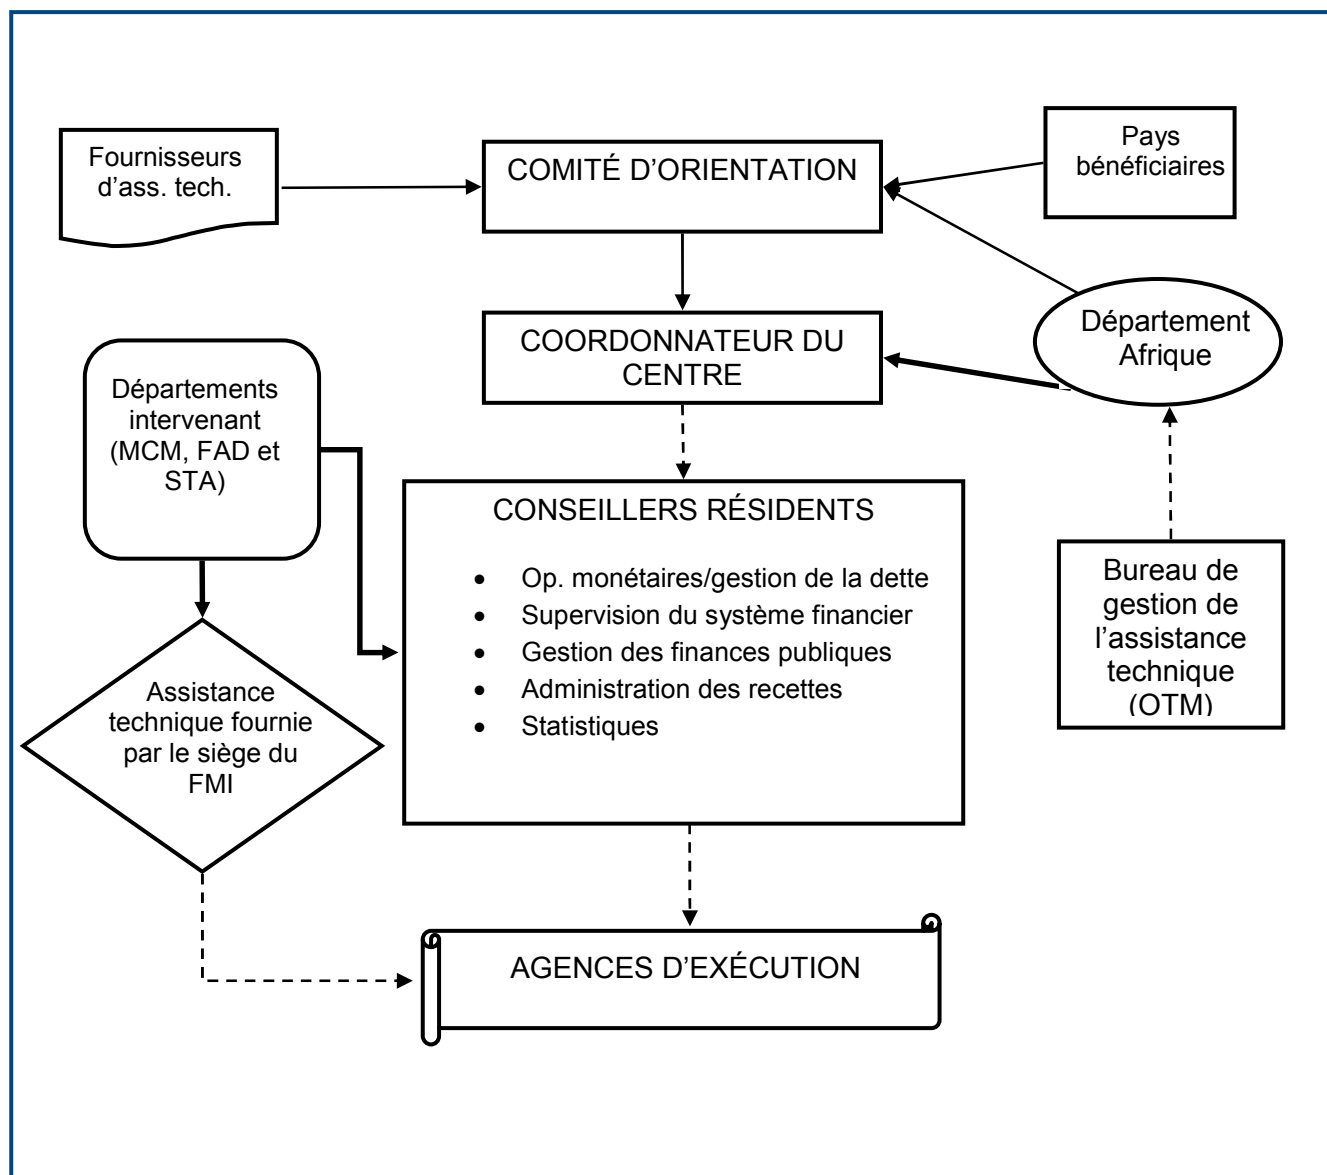 Fournisseurs
d'ass. tech.
COMITÉ D'ORIENTATION
Pays
bénéficiaires
Département
Afrique
COORDONNATEUR DU
CENTRE
Départements
intervenant
(MCM, FAD et
STA)
CONSEILLERS RÉSIDENTS
• Op. monétaires/gestion de la dette
• Supervision du système financier
• Gestion des finances publiques
• Administration des recettes
• Statistiques
Bureau de
gestion de
l'assistance
technique
(OTM)
Assistance
technique fournie
par le siège du
FMI
AGENCES D'EXÉCUTION